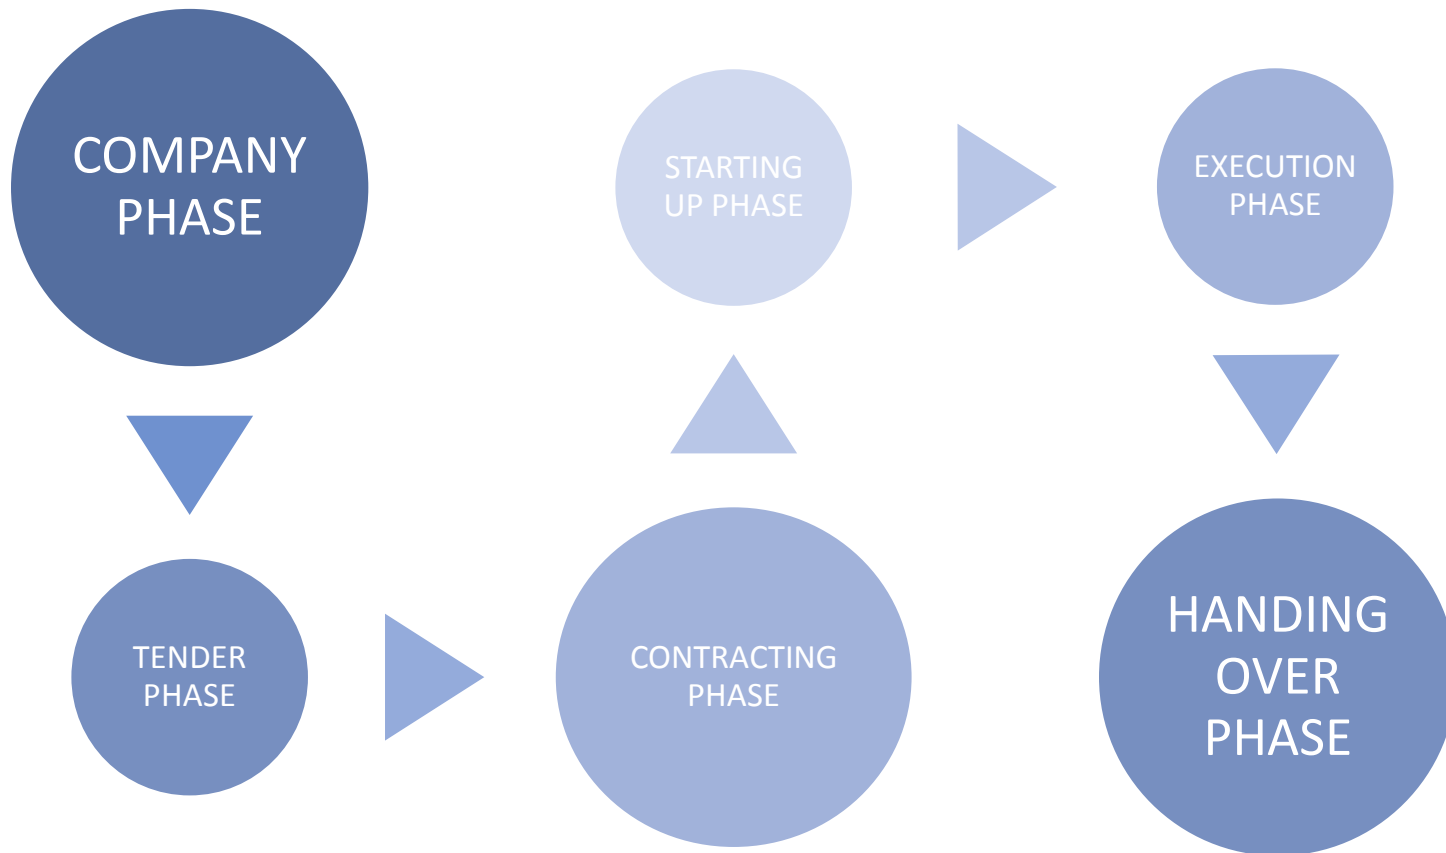 COMPANY
PHASE
TENDER
PHASE
CONTRACTING
PHASE
STARTING
UP PHASE
EXECUTION
PHASE
HANDING
OVER
PHASE